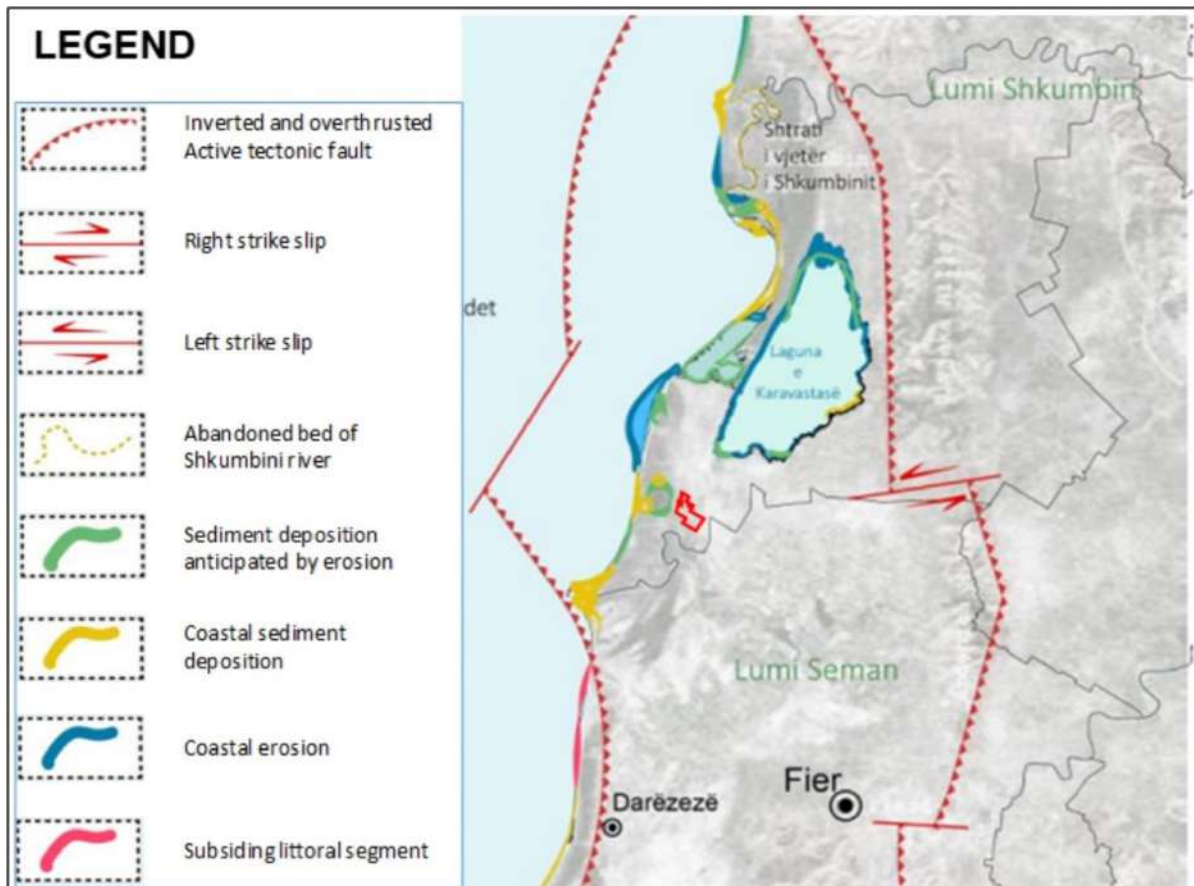 LEGEND
Inverted and overthrusted
Active tectonic fault
Right strike slip
Left strike slip
Abandoned bed of
Shkumbini river
Sediment deposition
anticipated by erosion
Coastal sediment
deposition
Coastal erosion
Subsiding littoral segment
Lumi Shkumbin
Shtrati
i vjetër
i Shkumbinit
det
Laguna
e
Karavastasë
Lumi Seman
Fier
Darëzezë